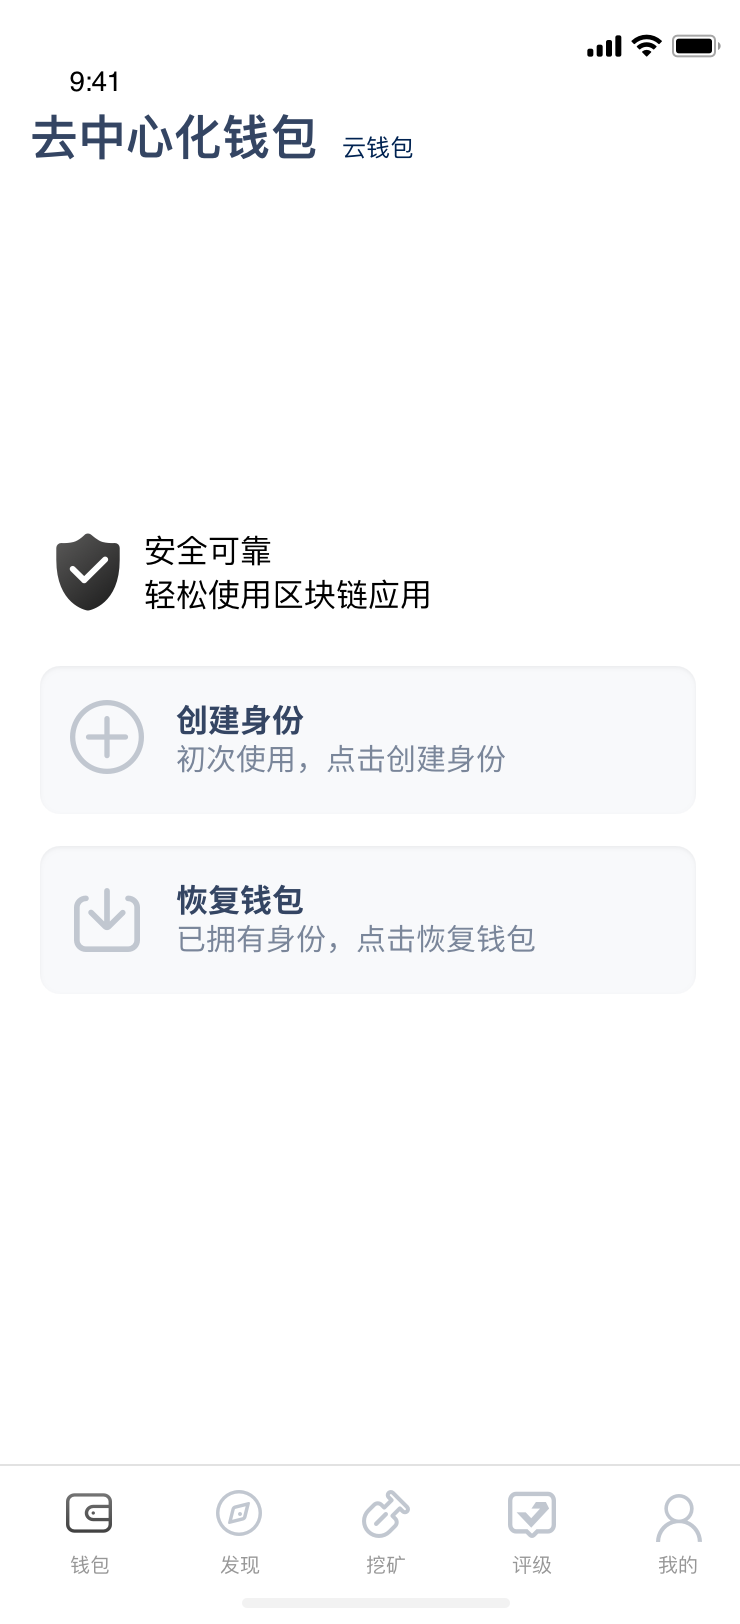 9:41
去中心化钱包 云钱包
安全可靠
轻松使用区块链应用
创建身份
初次使用，点击创建身份
恢复钱包
已拥有身份，点击恢复钱包
钱包 发现 挖矿 评级 我的